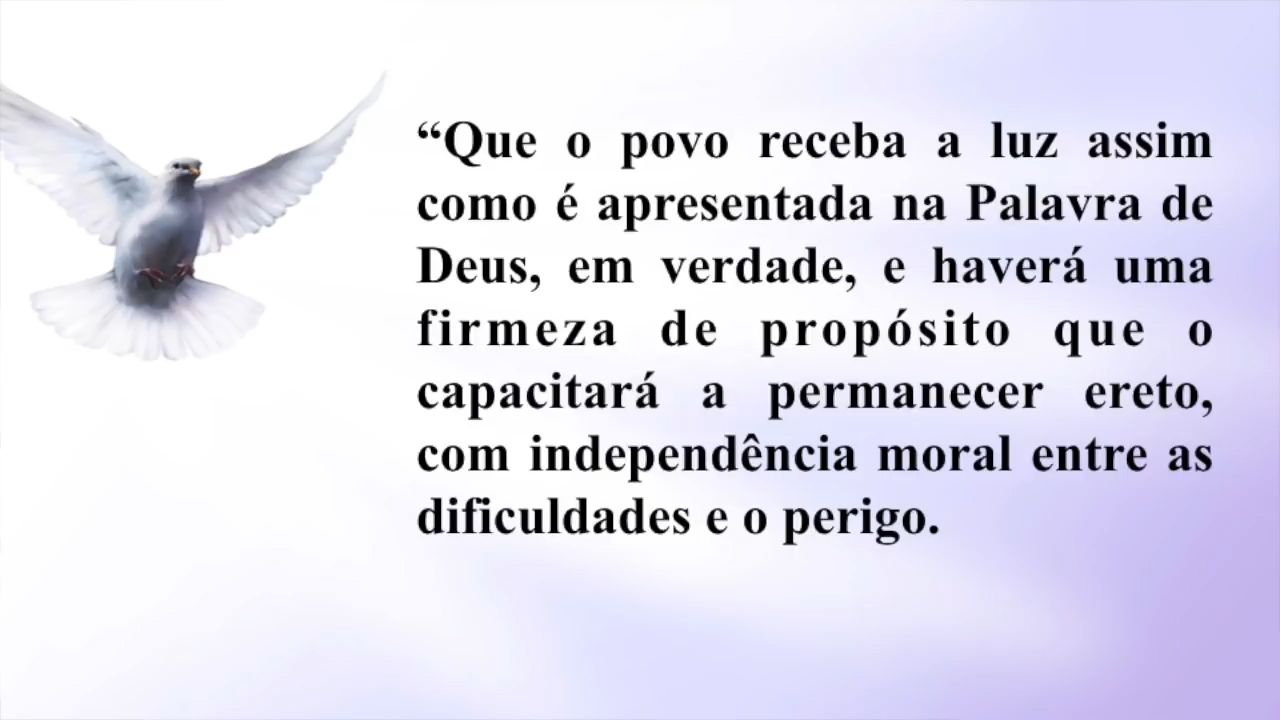 “Que o povo receba a luz assim
como é apresentada na Palavra de
Deus, em verdade, e haverá uma
firmeza de propósito que o
capacitará a permanecer ereto,
com independência moral entre as
dificuldades e o perigo.